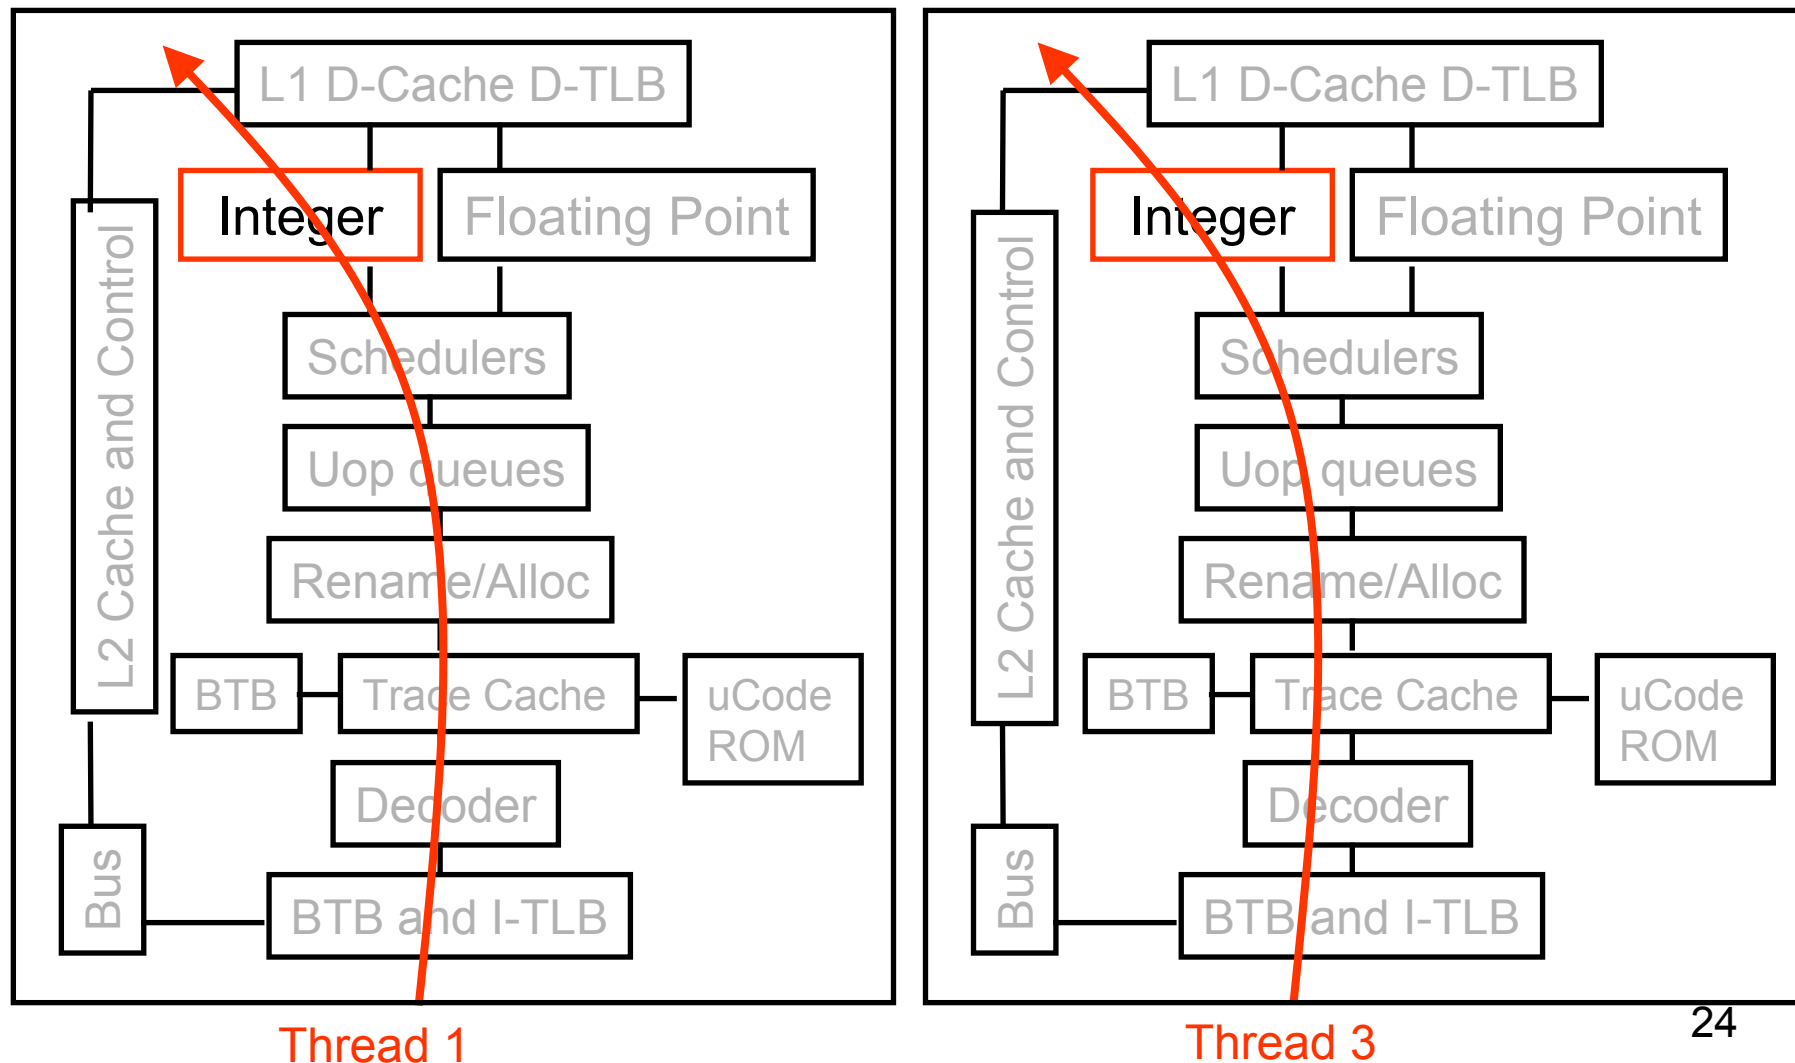 L1 D-Cache D-TLB
Integer
Floating Point
L2 Cache and Control
Schedulers
Uop queues
Rename/Alloc
BTB
Trace Cache
uCode
ROM
Decoder
Bus
BTB and I-TLB
Thread 1
L1 D-Cache D-TLB
Integer
Floating Point
L2 Cache and Control
Schedulers
Uop queues
Rename/Alloc
BTB
Trace Cache
uCode
ROM
Decoder
Bus
BTB and I-TLB
Thread 3
24